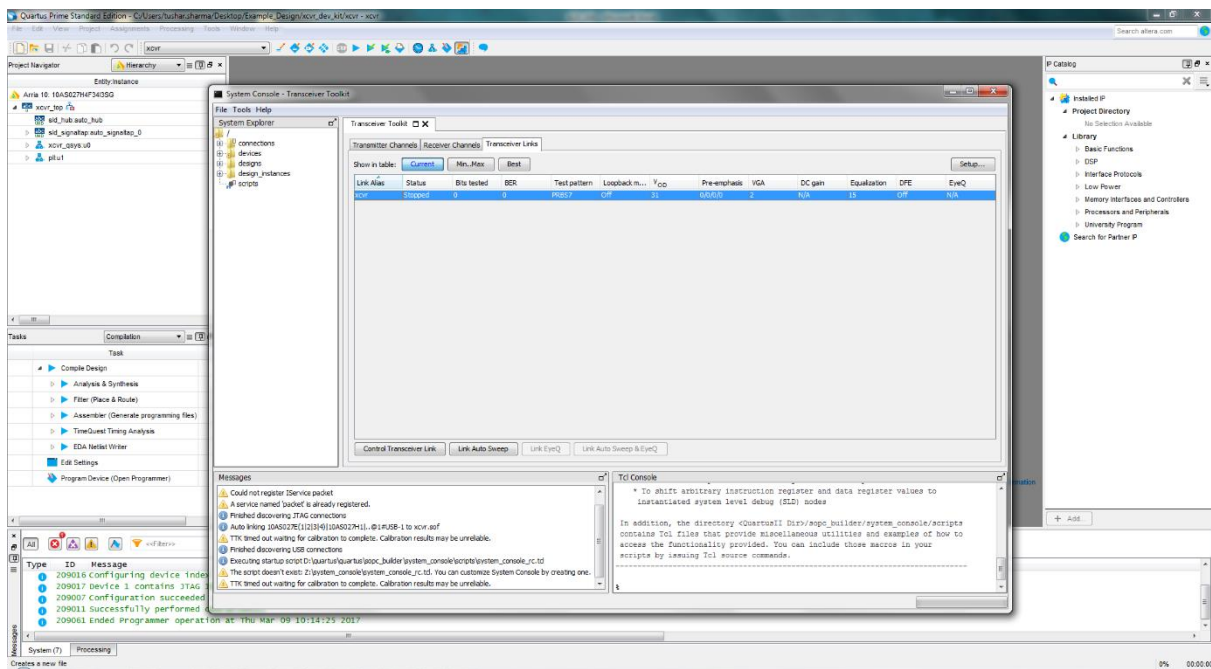 Quartus Prime Standard Edition - C:/Users/tushar.sharma/Desktop/Example_Design/xcvr_dev_kit/xcvr - xcvr
File Edit View Project Assignments Processing Tools Window Help
Search altera.com
xcvr
Project Navigator
Hierarchy
Entity:Instance
Arria 10: 10AS027H4F34I3SG
xcvr_top
sld_hub:auto_hub
sld_signaltap:auto_signaltap_0
xcvr_qsys:u0
pll:u1
Tasks
Compilation
Task
Compile Design
Analysis & Synthesis
Fitter (Place & Route)
Assembler (Generate programming files)
TimeQuest Timing Analysis
EDA Netlist Writer
Edit Settings
Program Device (Open Programmer)
System Console - Transceiver Toolkit
File Tools Help
System Explorer
/
connections
devices
designs
design_instances
scripts
Transceiver Toolkit
Transmitter Channels Receiver Channels Transceiver Links
Show in table: Current Min..Max Best Setup...
Link Alias Status Bits tested BER Test pattern Loopback m... VOD Pre-emphasis VGA DC gain Equalization DFE EyeQ
xcvr Stopped 0 0 PRBS7 Off 31 0/0/0/0 2 N/A 15 Off N/A
Control Transceiver Link Link Auto Sweep Link EyeQ Link Auto Sweep & EyeQ
Messages
Could not register IService packet
A service named 'packet' is already registered.
Finished discovering JTAG connections
Auto linking 10AS027E(1|2|3|4)|10AS027H1|..@1#USB-1 to xcvr.sof
TTK timed out waiting for calibration to complete. Calibration results may be unreliable.
Finished discovering USB connections
Executing startup script D:\quartus\quartus\sopc_builder\system_console\scripts\system_console_rc.tcl
The script doesn't exist: Z:\system_console\system_console_rc.tcl. You can customize System Console by creating one.
TTK timed out waiting for calibration to complete. Calibration results may be unreliable.
Tcl Console
* To shift arbitrary instruction register and data register values to
instantiated system level debug (SLD) nodes
In addition, the directory <QuartusII Dir>/sopc_builder/system_console/scripts
contains Tcl files that provide miscellaneous utilities and examples of how to
access the functionality provided. You can include those macros in your
scripts by issuing Tcl source commands.
%
IP Catalog
Installed IP
Project Directory
No Selection Available
Library
Basic Functions
DSP
Interface Protocols
Low Power
Memory Interfaces and Controllers
Processors and Peripherals
University Program
Search for Partner IP
+ Add...
All
<<Filter>>
Type ID Message
209016 Configuring device index
209017 Device 1 contains JTAG
209007 Configuration succeeded
209011 Successfully performed
209061 Ended Programmer operation at Thu Mar 09 10:14:25 2017
Messages
System (7) Processing
Creates a new file
0% 00:00:00